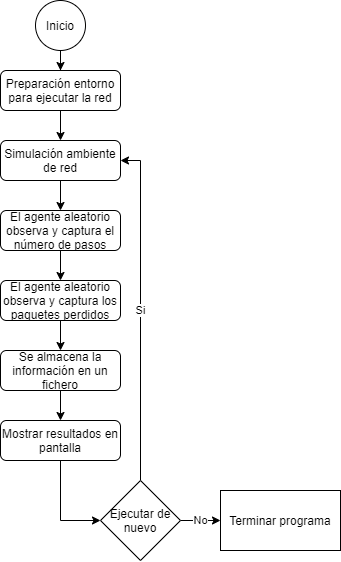 Inicio
Preparación entorno
para ejecutar la red
Simulación ambiente
de red
El agente aleatorio
observa y captura el
número de pasos
El agente aleatorio
observa y captura los
paquetes perdidos
Si
Se almacena la
información en un
fichero
Mostrar resultados en
pantalla
Ejecutar de
nuevo
No
Terminar programa